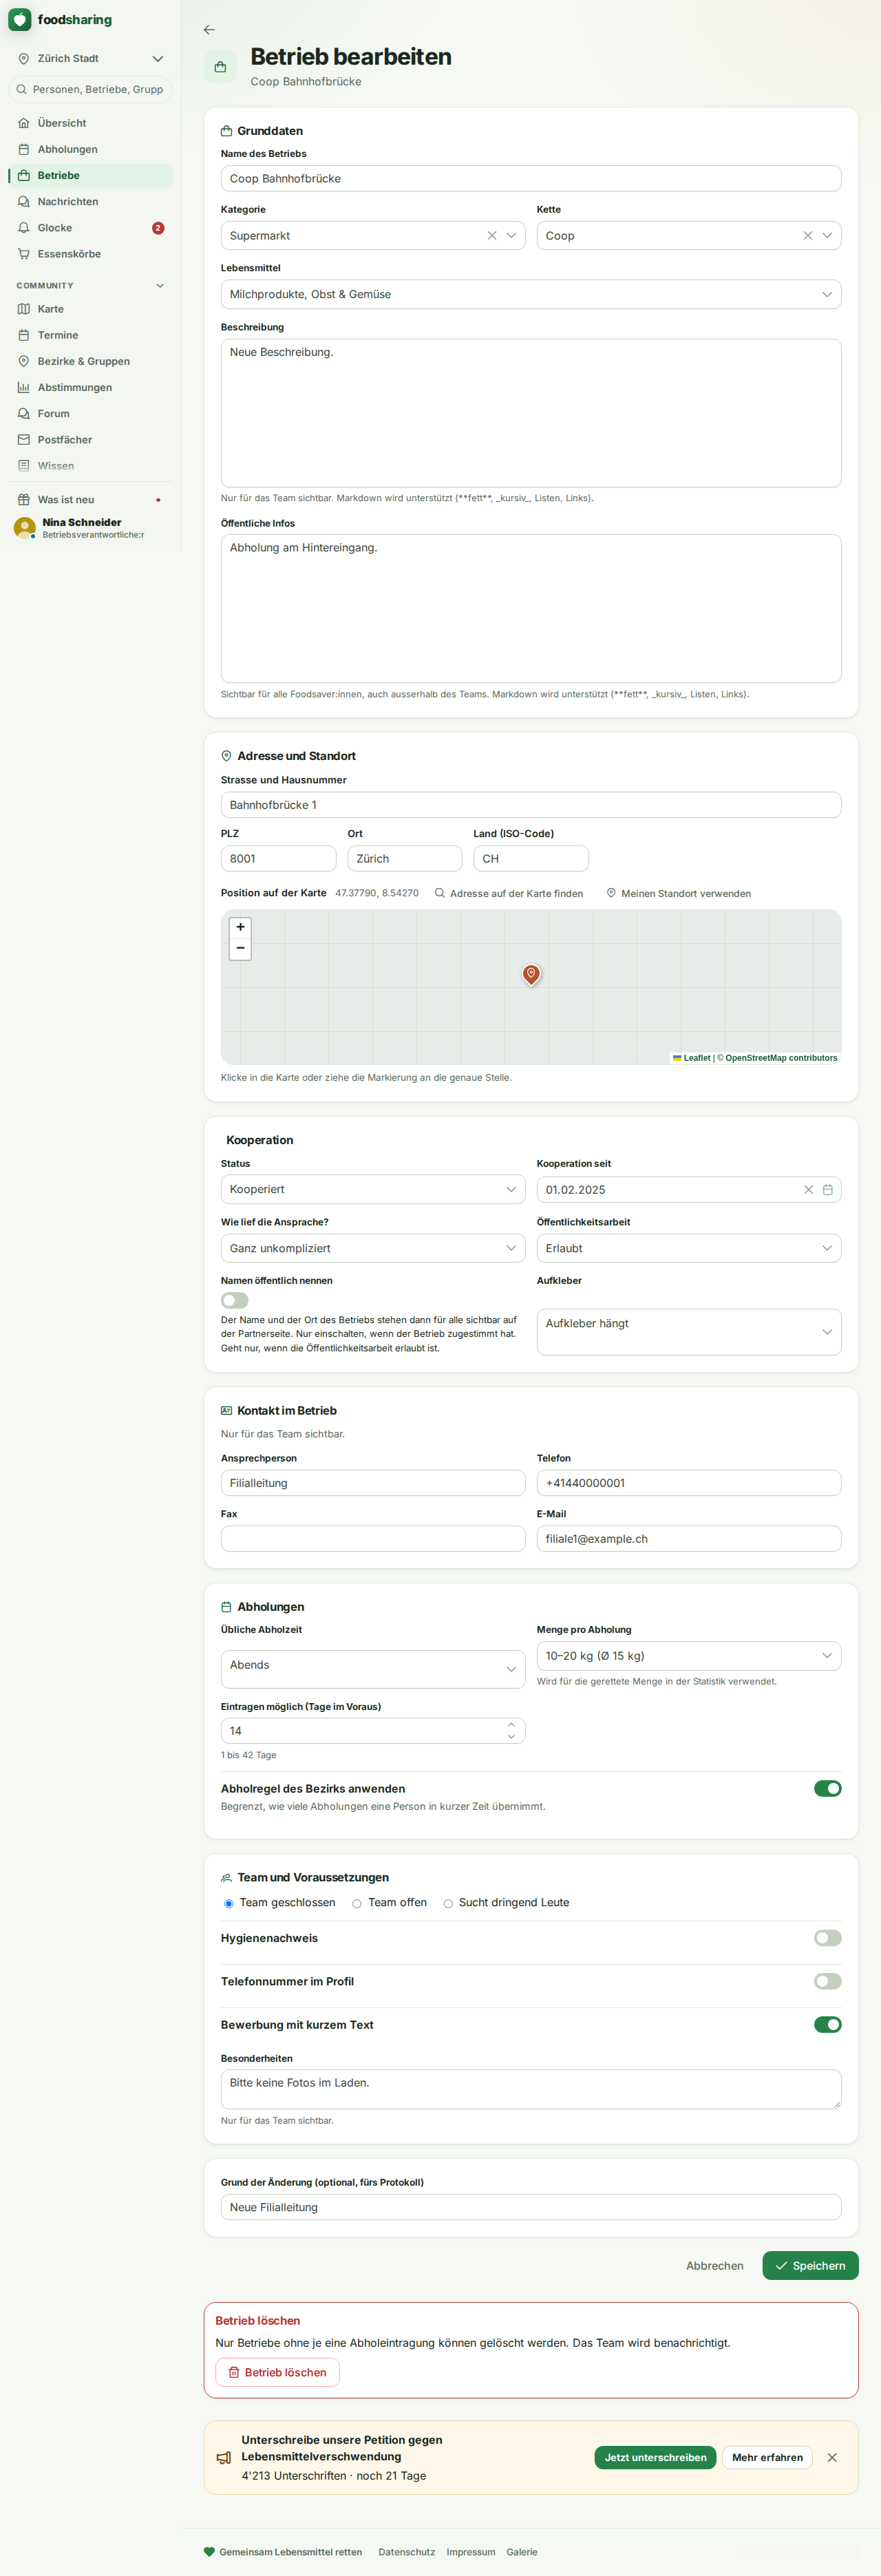 foodsharing
Zürich Stadt
Personen, Betriebe, Grupp
Übersicht
Abholungen
Betriebe
Nachrichten
Glocke 2
Essenskörbe
COMMUNITY
Karte
Termine
Bezirke & Gruppen
Abstimmungen
Forum
Postfächer
Wissen
Was ist neu
Nina Schneider
Betriebsverantwortliche:r
Betrieb bearbeiten
Coop Bahnhofbrücke
Grunddaten
Name des Betriebs
Coop Bahnhofbrücke
Kategorie Kette
Supermarkt Coop
Lebensmittel
Milchprodukte, Obst & Gemüse
Beschreibung
Neue Beschreibung.
Nur für das Team sichtbar. Markdown wird unterstützt (**fett**, _kursiv_, Listen, Links).
Öffentliche Infos
Abholung am Hintereingang.
Sichtbar für alle Foodsaver:innen, auch ausserhalb des Teams. Markdown wird unterstützt (**fett**, _kursiv_, Listen, Links).
Adresse und Standort
Strasse und Hausnummer
Bahnhofbrücke 1
PLZ Ort Land (ISO-Code)
8001 Zürich CH
Position auf der Karte 47.37790, 8.54270 Adresse auf der Karte finden Meinen Standort verwenden
+
−
Leaflet | © OpenStreetMap contributors
Klicke in die Karte oder ziehe die Markierung an die genaue Stelle.
Kooperation
Status Kooperation seit
Kooperiert 01.02.2025
Wie lief die Ansprache? Öffentlichkeitsarbeit
Ganz unkompliziert Erlaubt
Namen öffentlich nennen Aufkleber
Der Name und der Ort des Betriebs stehen dann für alle sichtbar auf
der Partnerseite. Nur einschalten, wenn der Betrieb zugestimmt hat.
Geht nur, wenn die Öffentlichkeitsarbeit erlaubt ist.
Aufkleber hängt
Kontakt im Betrieb
Nur für das Team sichtbar.
Ansprechperson Telefon
Filialleitung +41440000001
Fax E-Mail
filiale1@example.ch
Abholungen
Übliche Abholzeit Menge pro Abholung
Abends 10–20 kg (Ø 15 kg)
Wird für die gerettete Menge in der Statistik verwendet.
Eintragen möglich (Tage im Voraus)
14
1 bis 42 Tage
Abholregel des Bezirks anwenden
Begrenzt, wie viele Abholungen eine Person in kurzer Zeit übernimmt.
Team und Voraussetzungen
Team geschlossen Team offen Sucht dringend Leute
Hygienenachweis
Telefonnummer im Profil
Bewerbung mit kurzem Text
Besonderheiten
Bitte keine Fotos im Laden.
Nur für das Team sichtbar.
Grund der Änderung (optional, fürs Protokoll)
Neue Filialleitung
Abbrechen Speichern
Betrieb löschen
Nur Betriebe ohne je eine Abholeintragung können gelöscht werden. Das Team wird benachrichtigt.
Betrieb löschen
Unterschreibe unsere Petition gegen
Lebensmittelverschwendung
4'213 Unterschriften · noch 21 Tage
Jetzt unterschreiben Mehr erfahren
Gemeinsam Lebensmittel retten Datenschutz Impressum Galerie